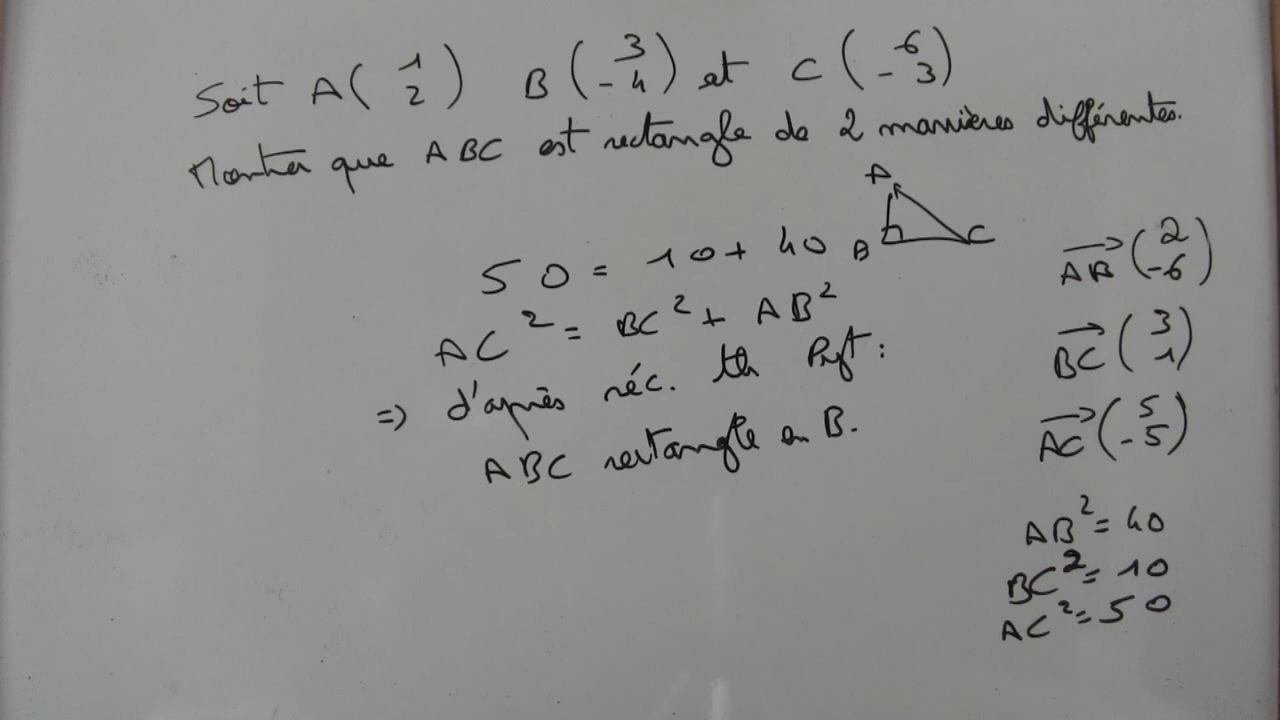 Soit A ( 1 2 ) B ( 3 -4 ) et C ( 6 -3 )
Montrer que ABC est rectangle de 2 manières différentes.
A
B C
50 = 10 + 40
AC² = BC² + AB²
=> d'après réc. th Pyt :
ABC rectangle en B.
AB ( 2 -6 )
BC ( 3 1 )
AC ( 5 -5 )
AB² = 40
BC² = 10
AC² = 50